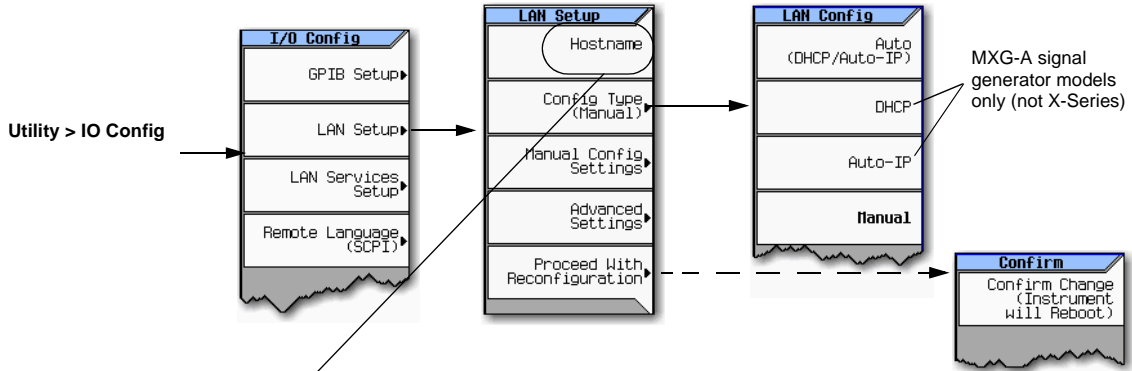 Utility > IO Config
I/O Config
GPIB Setup
LAN Setup
LAN Services
Setup
Remote Language
(SCPI)
LAN Setup
Hostname
Config Type
(Manual)
Manual Config
Settings
Advanced
Settings
Proceed With
Reconfiguration
LAN Config
Auto
(DHCP/Auto-IP)
DHCP
Auto-IP
Manual
MXG-A signal
generator models
only (not X-Series)
Confirm
Confirm Change
(Instrument
will Reboot)